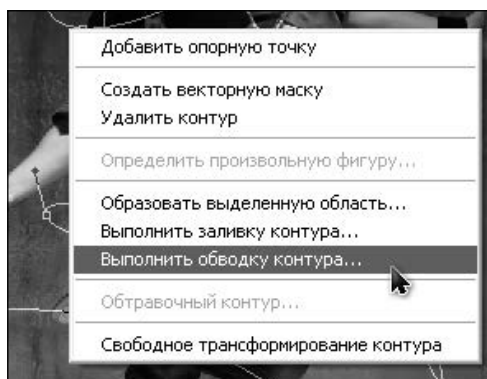 Добавить опорную точку
Создать векторную маску
Удалить контур
Определить произвольную фигуру...
Образовать выделенную область...
Выполнить заливку контура...
Выполнить обводку контура...
Обтравочный контур...
Свободное трансформирование контура